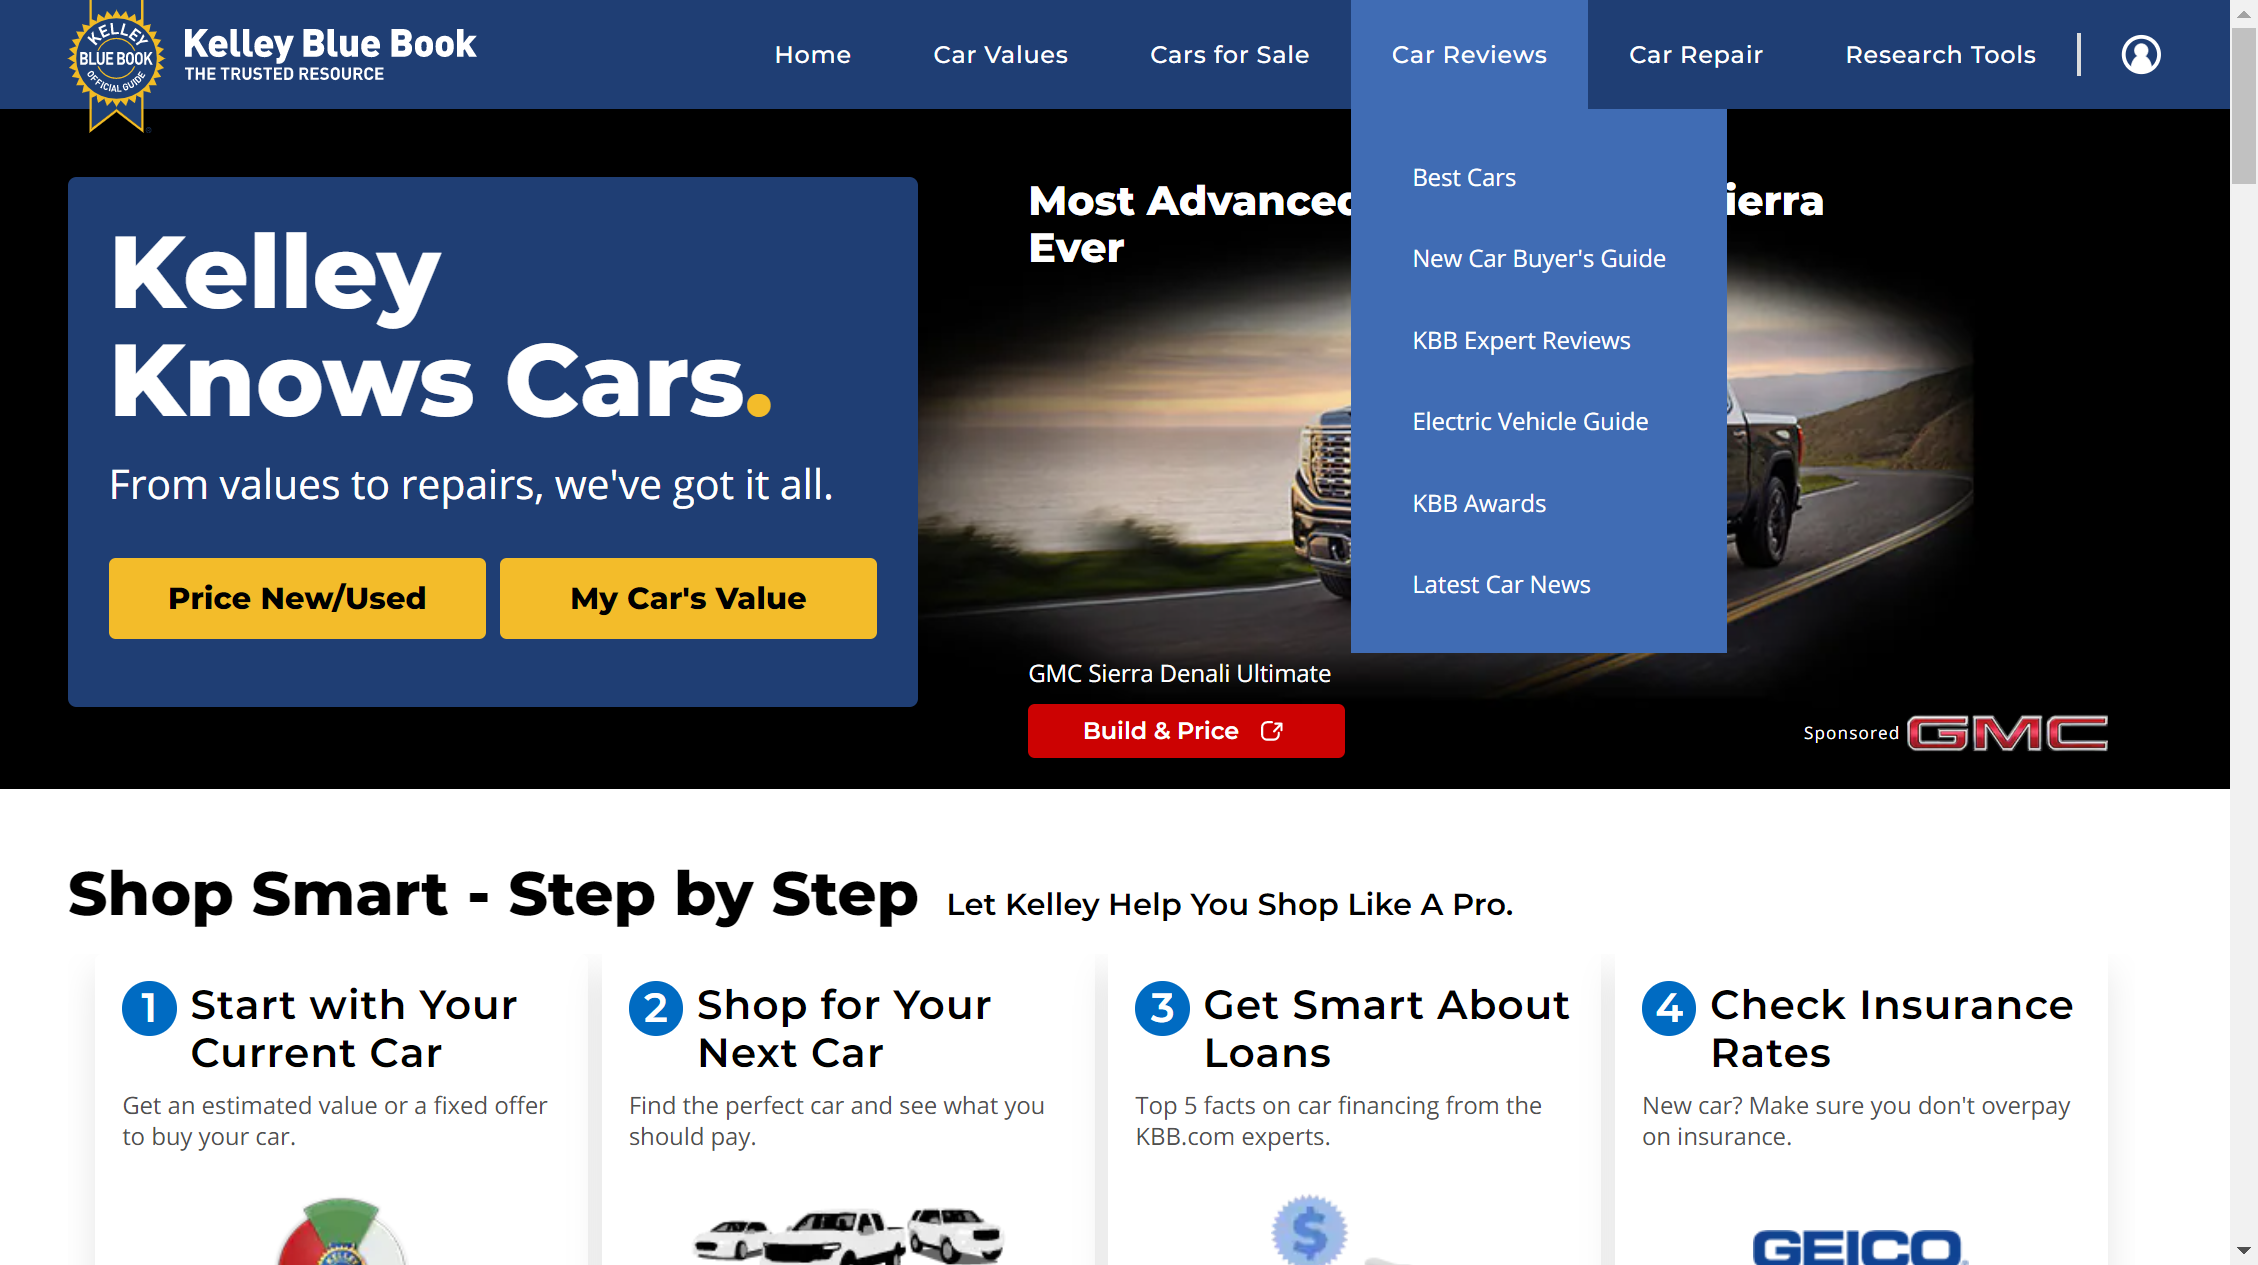 KELLEY
BLUE BOOK
OFFICIAL GUIDE
Kelley Blue Book
THE TRUSTED RESOURCE
Home
Car Values
Cars for Sale
Car Reviews
Car Repair
Research Tools
Best Cars
New Car Buyer's Guide
KBB Expert Reviews
Electric Vehicle Guide
KBB Awards
Latest Car News
Kelley
Knows Cars.
From values to repairs, we've got it all.
Price New/Used
My Car's Value
Most Advanced
Ever
GMC Sierra Denali Ultimate
Build & Price
Sponsored GMC
Shop Smart - Step by Step Let Kelley Help You Shop Like A Pro.
1 Start with Your
Current Car
Get an estimated value or a fixed offer
to buy your car.
2 Shop for Your
Next Car
Find the perfect car and see what you
should pay.
3 Get Smart About
Loans
Top 5 facts on car financing from the
KBB.com experts.
$
4 Check Insurance
Rates
New car? Make sure you don't overpay
on insurance.
GEICO